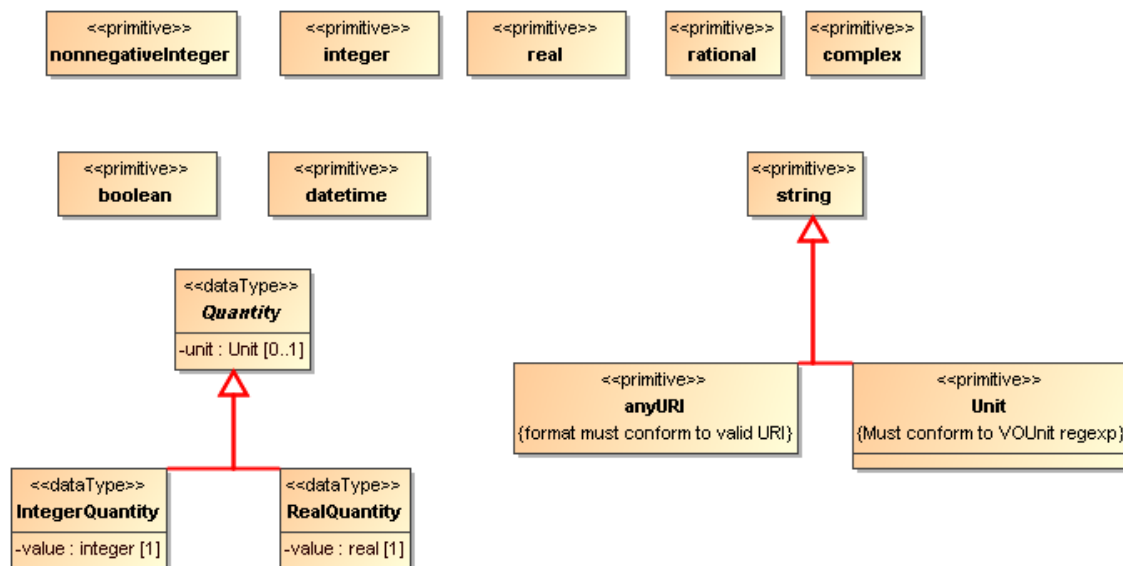 <<primitive>>
nonnegativeInteger
<<primitive>>
integer
<<primitive>>
real
<<primitive>>
rational
<<primitive>>
complex
<<primitive>>
boolean
<<primitive>>
datetime
<<primitive>>
string
<<dataType>>
Quantity
-unit : Unit [0..1]
<<primitive>>
anyURI
{format must conform to valid URI}
<<primitive>>
Unit
{Must conform to VOUnit regexp}
<<dataType>>
IntegerQuantity
-value : integer [1]
<<dataType>>
RealQuantity
-value : real [1]